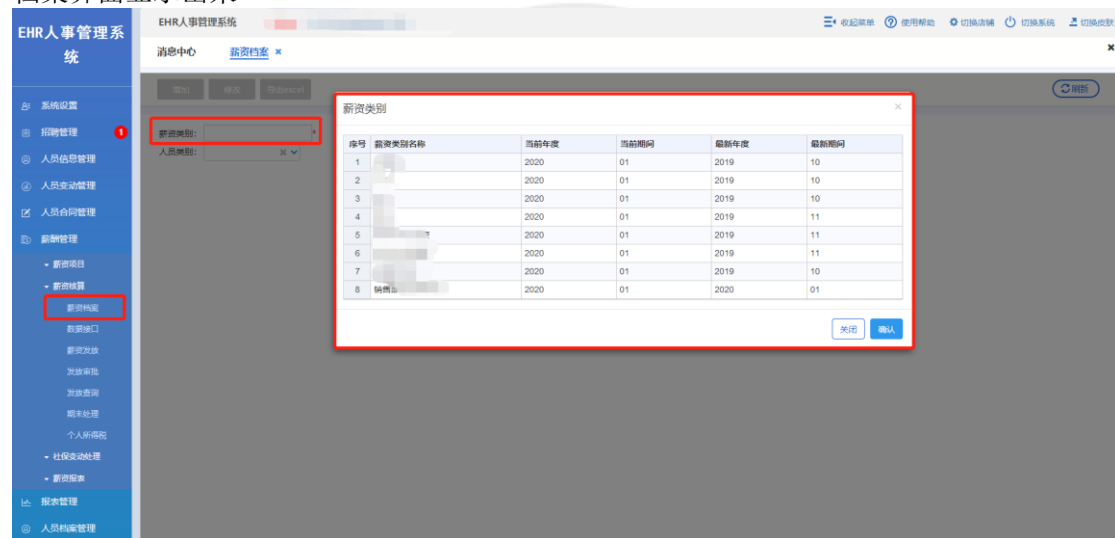 EHR人事管理系统
EHR人事管理系统
收起菜单 使用帮助 切换店铺 切换系统 切换皮肤
消息中心 薪资档案 ×
增加 修改 导出excel 刷新
薪资类别:
人员类别:
薪资类别
序号 薪资类别名称 当前年度 当前期间 最新年度 最新期间
1 2020 01 2019 10
2 2020 01 2019 10
3 2020 01 2019 10
4 2020 01 2019 11
5 2020 01 2019 11
6 2020 01 2019 11
7 2020 01 2019 10
8 销售 2020 01 2020 01
关闭 确认
系统设置
招聘管理 1
人员信息管理
人员变动管理
人员合同管理
薪酬管理
薪资项目
薪资核算
薪资档案
数据接口
薪资发放
发放审批
发放查询
期末处理
个人所得税
社保变动处理
薪资报表
报表管理
人员档案管理